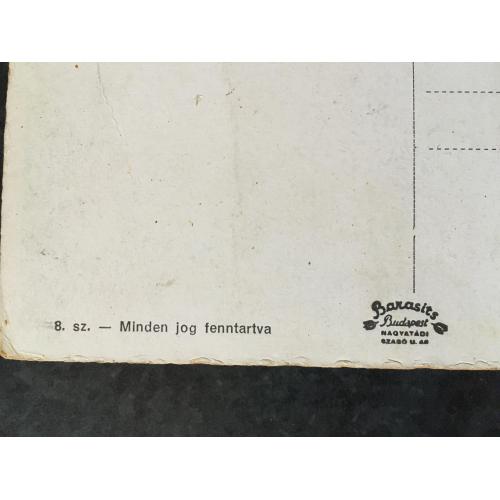 8. sz. — Minden jog fenntartva
Barasits
Budapest
NAGYATÁDI
SZABÓ U. 46